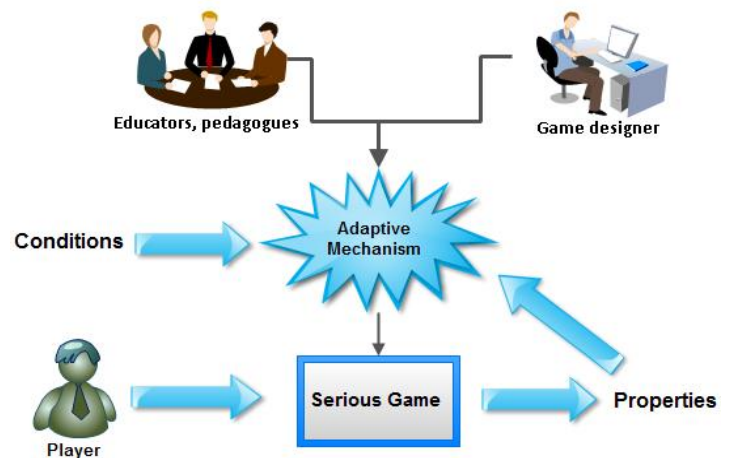 Educators, pedagogues
Game designer
Adaptive
Mechanism
Conditions
Serious Game
Properties
Player